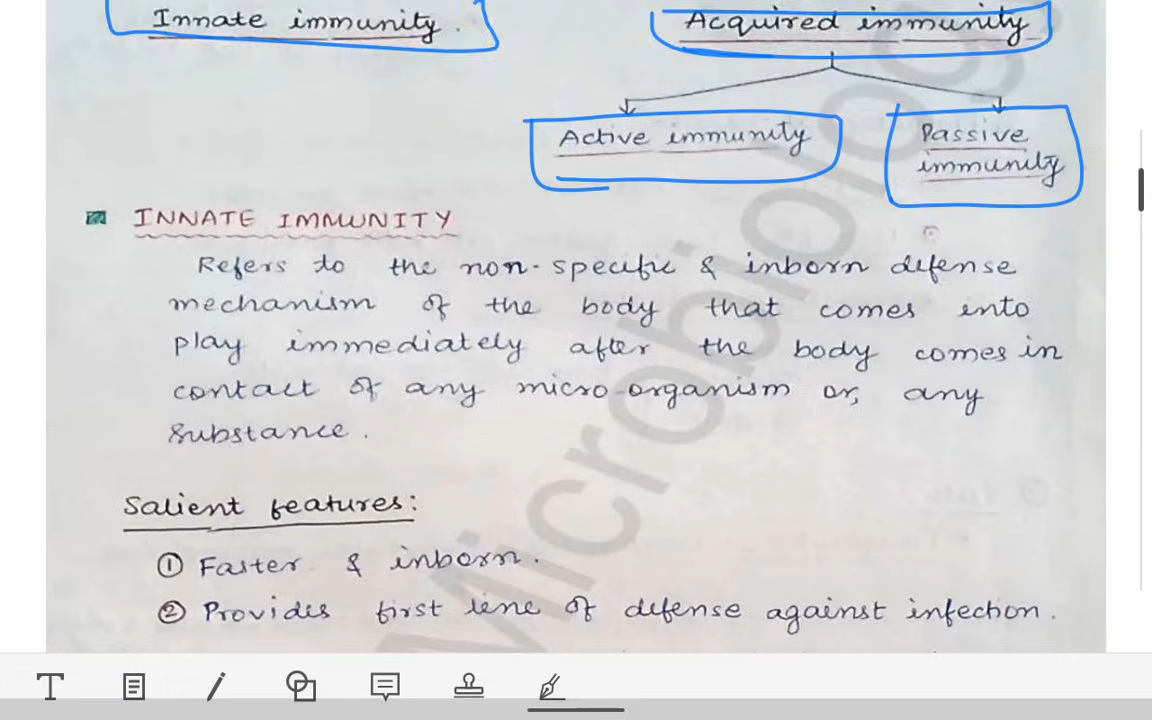 Innate immunity.
Acquired immunity
Active immunity
Passive
immunity
INNATE IMMUNITY
Refers to the non-specific & inborn defense
mechanism of the body that comes into
play immediately after the body comes in
contact of any micro-organism or, any
substance.
Salient features:
① Faster & inborn.
② Provides first line of defense against infection.
Microbiolog
T